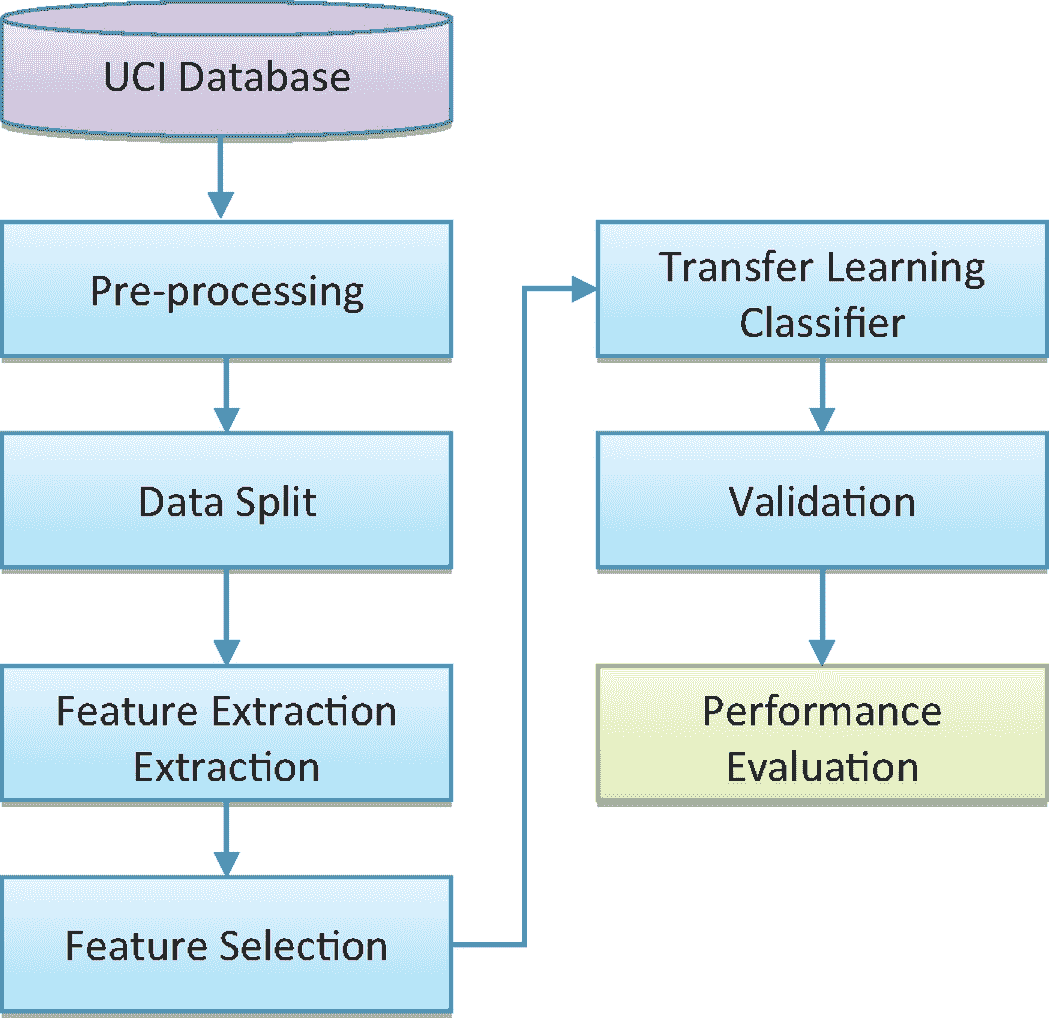 UCI Database
Pre-processing
Data Split
Feature Extraction
Extraction
Feature Selection
Transfer Learning
Classifier
Validation
Performance
Evaluation